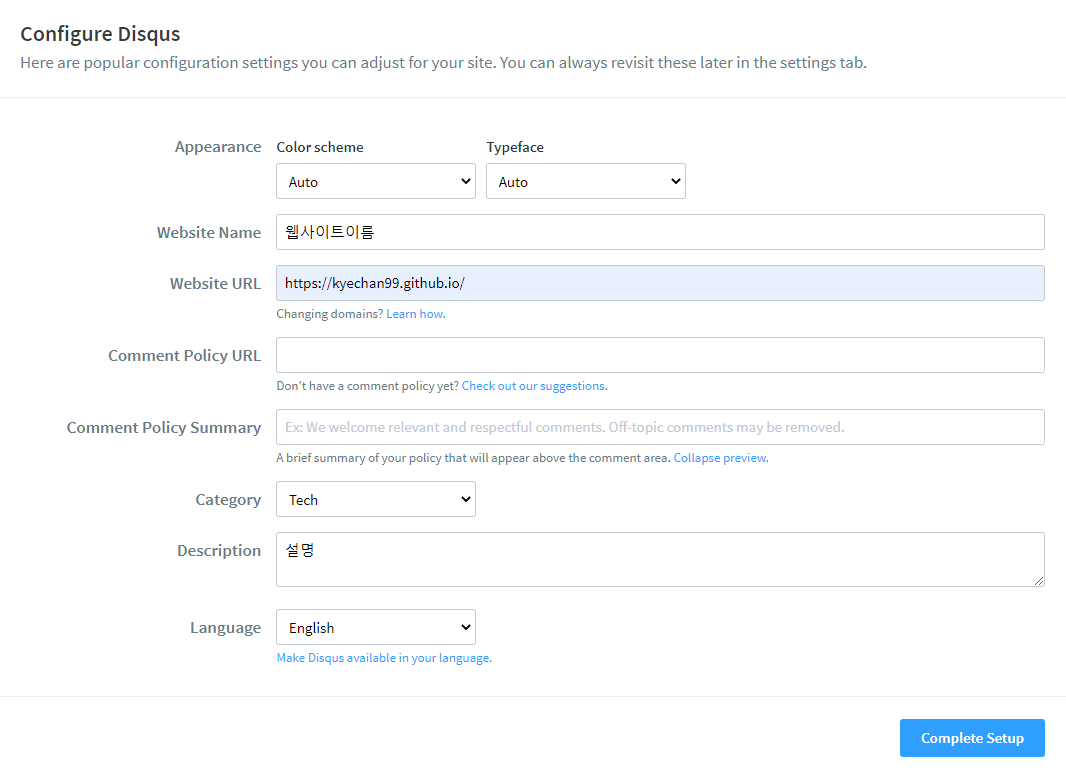 Configure Disqus
Here are popular configuration settings you can adjust for your site. You can always revisit these later in the settings tab.
Appearance Color scheme Typeface
Auto Auto
Website Name 웹사이트이름
Website URL https://kyechan99.github.io/
Changing domains? Learn how.
Comment Policy URL
Don't have a comment policy yet? Check out our suggestions.
Comment Policy Summary Ex: We welcome relevant and respectful comments. Off-topic comments may be removed.
A brief summary of your policy that will appear above the comment area. Collapse preview.
Category Tech
Description 설명
Language English
Make Disqus available in your language.
Complete Setup